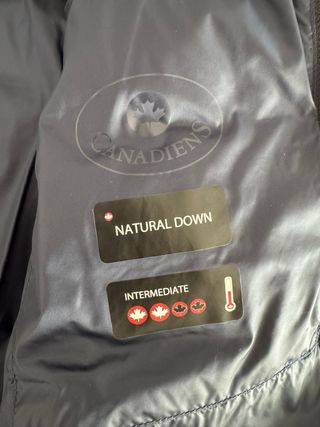 CANADIENS
NATURAL DOWN
INTERMEDIATE